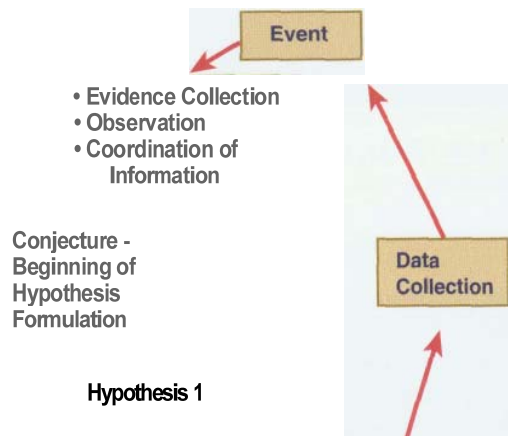 Event
• Evidence Collection
• Observation
• Coordination of
Information
Conjecture -
Beginning of
Hypothesis
Formulation
Data
Collection
Hypothesis 1